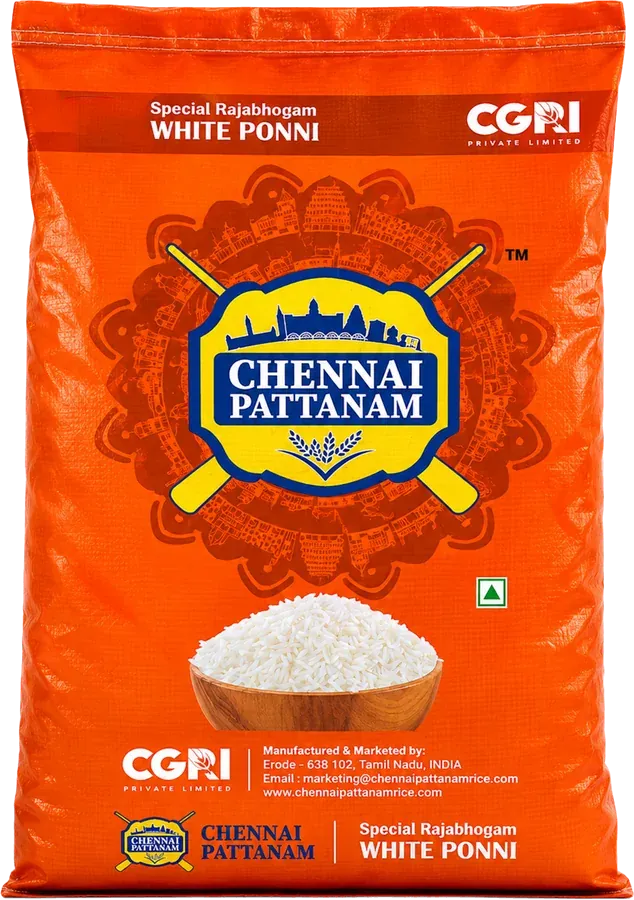 Special Rajabhogam
WHITE PONNI
CGRI
PRIVATE LIMITED
TM
CHENNAI
PATTANAM
CGRI
PRIVATE LIMITED
Manufactured & Marketed by:
Erode - 638 102, Tamil Nadu, INDIA
Email : marketing@chennaipattanamrice.com
www.chennaipattanamrice.com
CHENNAI
PATTANAM
CHENNAI
PATTANAM
Special Rajabhogam
WHITE PONNI